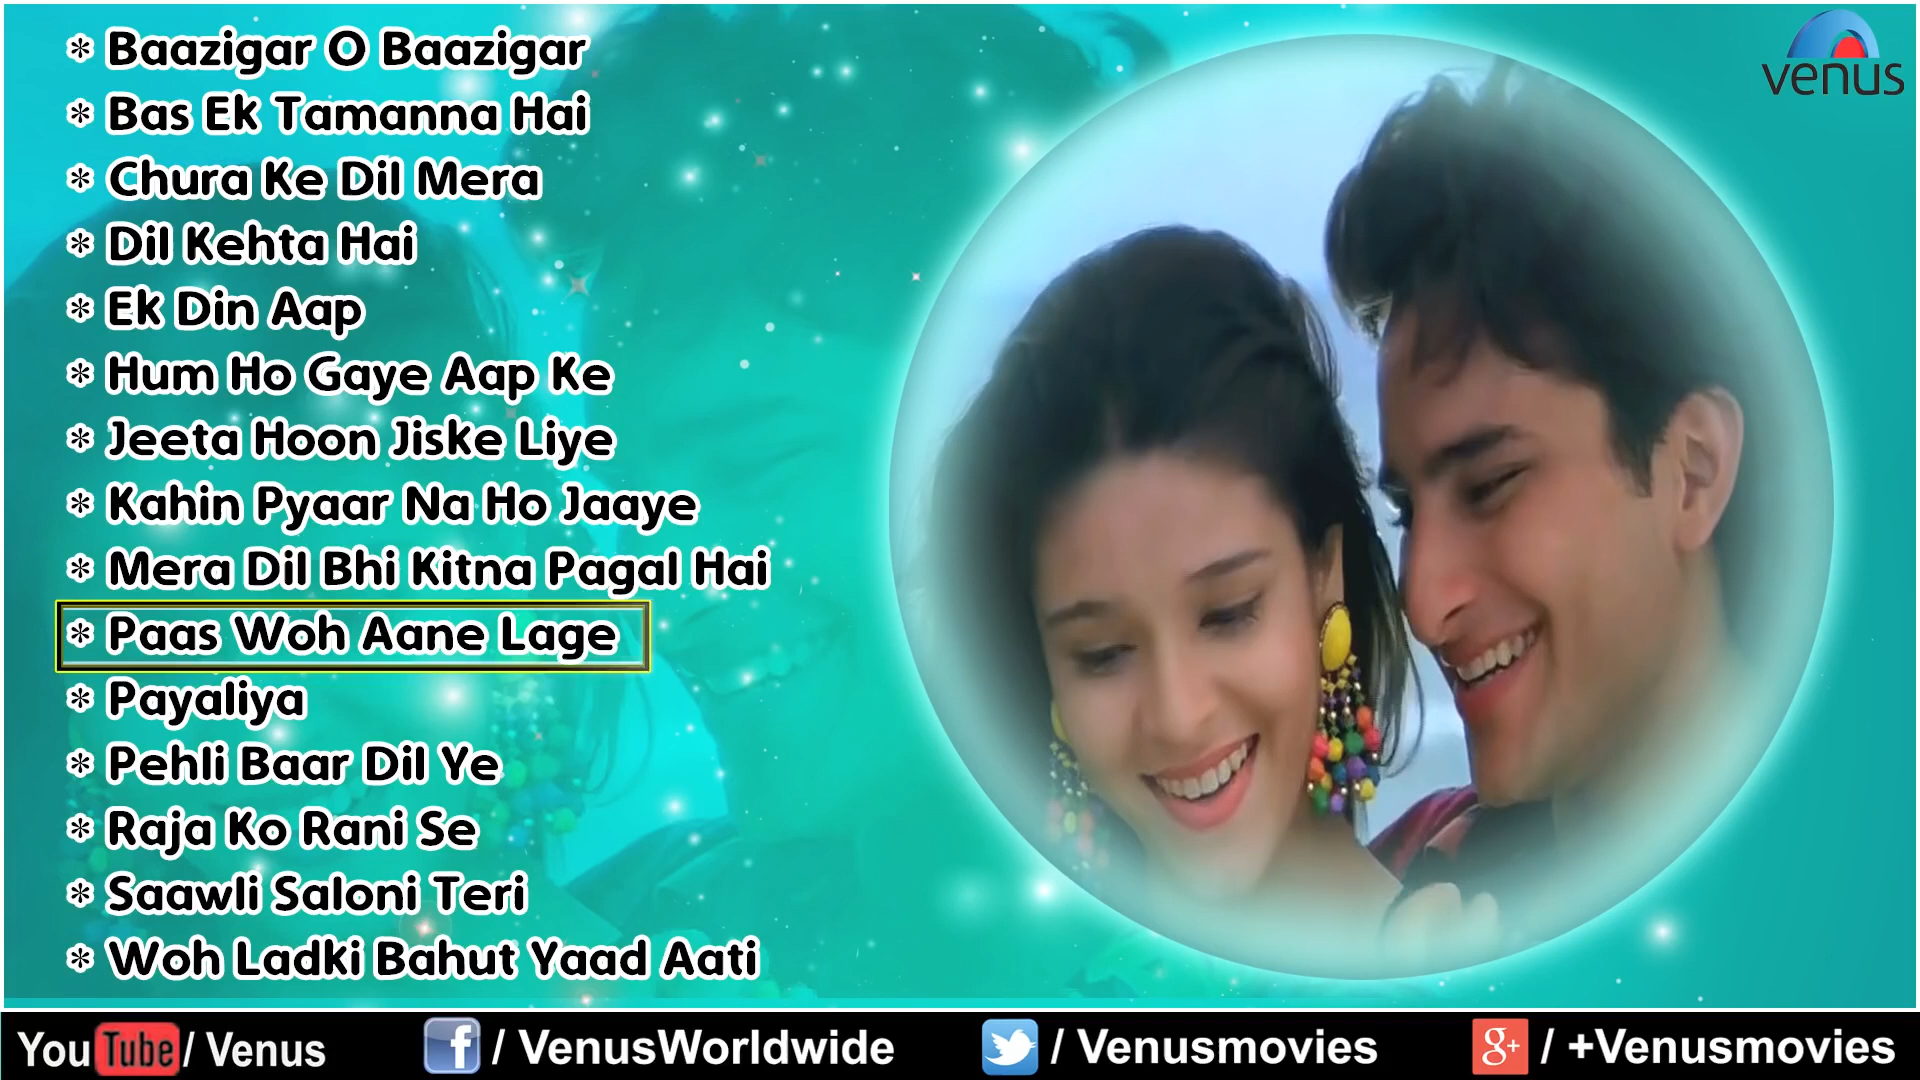 * Baazigar O Baazigar
* Bas Ek Tamanna Hai
* Chura Ke Dil Mera
* Dil Kehta Hai
* Ek Din Aap
* Hum Ho Gaye Aap Ke
* Jeeta Hoon Jiske Liye
* Kahin Pyaar Na Ho Jaaye
* Mera Dil Bhi Kitna Pagal Hai
* Paas Woh Aane Lage
* Payaliya
* Pehli Baar Dil Ye
* Raja Ko Rani Se
* Saawli Saloni Teri
* Woh Ladki Bahut Yaad Aati
venus
YouTube / Venus f / VenusWorldwide / Venusmovies g+ / +Venusmovies